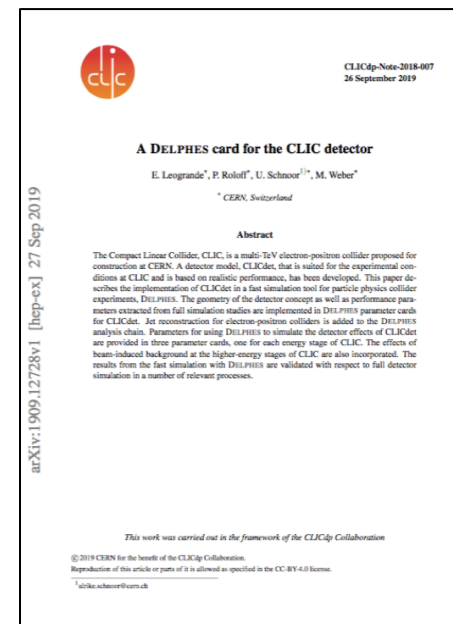 clic
CLICdp-Note-2018-007
26 September 2019
A DELPHES card for the CLIC detector
E. Leogrande*, P. Roloff*, U. Schnoor1)*, M. Weber*
* CERN, Switzerland
Abstract
The Compact Linear Collider, CLIC, is a multi-TeV electron-positron collider proposed for
construction at CERN. A detector model, CLICdet, that is suited for the experimental con-
ditions at CLIC and is based on realistic performance, has been developed. This paper de-
scribes the implementation of CLICdet in a fast simulation tool for particle physics collider
experiments, DELPHES. The geometry of the detector concept as well as performance para-
meters extracted from full simulation studies are implemented in DELPHES parameter cards
for CLICdet. Jet reconstruction for electron-positron colliders is added to the DELPHES
analysis chain. Parameters for using DELPHES to simulate the detector effects of CLICdet
are provided in three parameter cards, one for each energy stage of CLIC. The effects of
beam-induced background at the higher-energy stages of CLIC are also incorporated. The
results from the fast simulation with DELPHES are validated with respect to full detector
simulation in a number of relevant processes.
arXiv:1909.12728v1 [hep-ex] 27 Sep 2019
This work was carried out in the framework of the CLICdp Collaboration
© 2019 CERN for the benefit of the CLICdp Collaboration.
Reproduction of this article or parts of it is allowed as specified in the CC-BY-4.0 license.
1ulrike.schnoor@cern.ch